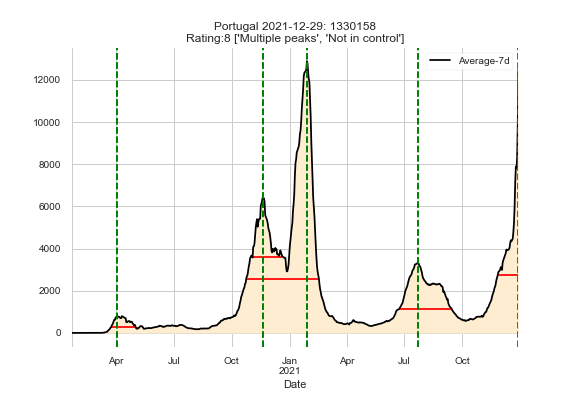 Portugal 2021-12-29: 1330158
Rating:8 ['Multiple peaks', 'Not in control']
Average-7d
12000
10000
8000
6000
4000
2000
0
Apr Jul Oct Jan Apr Jul Oct
2021
Date